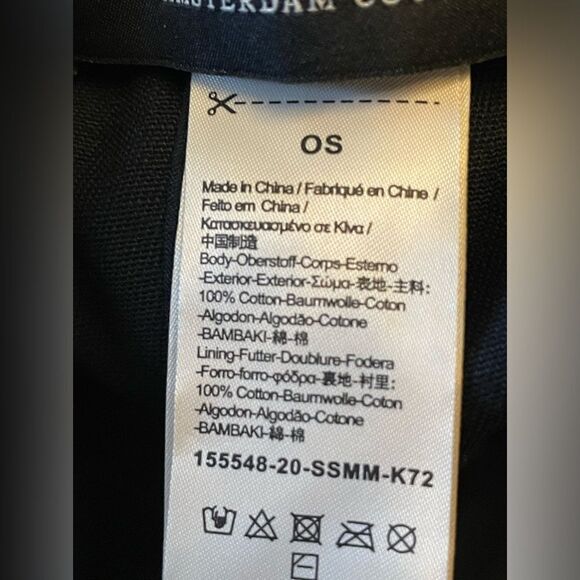 AMSTERDAM
OS
Made in China / Fabriqué en Chine /
Feito em China /
Κατασκευασμένο σε Κίνα /
中国制造
Body-Oberstoff-Corps-Esterno
-Exterior-Exterior-Σώμα-表地-主料:
100% Cotton-Baumwolle-Coton
-Algodon-Algodão-Cotone
-BAMBAKI-綿-棉
Lining-Futter-Doublure-Fodera
-Forro-forro-φόδρα-裏地-衬里:
100% Cotton-Baumwolle-Coton
-Algodon-Algodão-Cotone
-BAMBAKI-綿-棉
155548-20-SSMM-K72